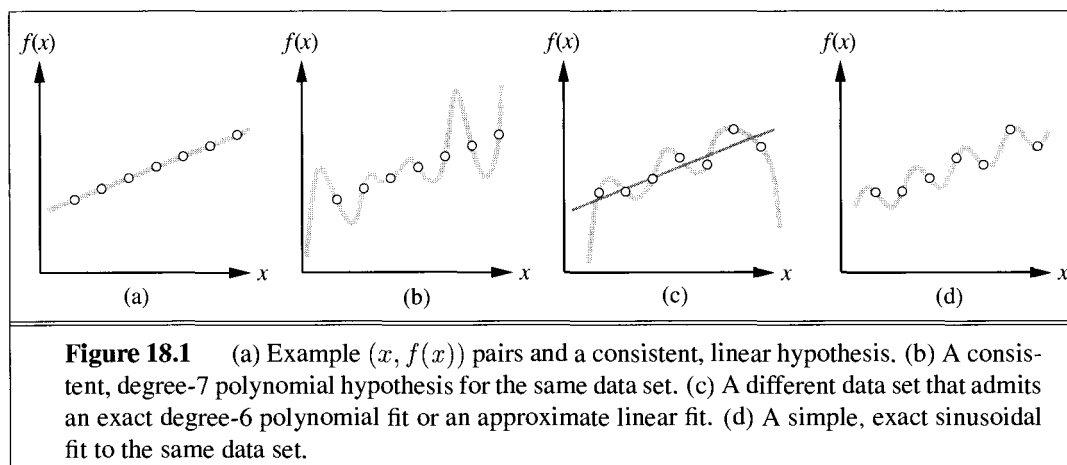 f(x) f(x) f(x) f(x)
x x x x
(a) (b) (c) (d)
Figure 18.1 (a) Example (x, f(x)) pairs and a consistent, linear hypothesis. (b) A consis-
tent, degree-7 polynomial hypothesis for the same data set. (c) A different data set that admits
an exact degree-6 polynomial fit or an approximate linear fit. (d) A simple, exact sinusoidal
fit to the same data set.